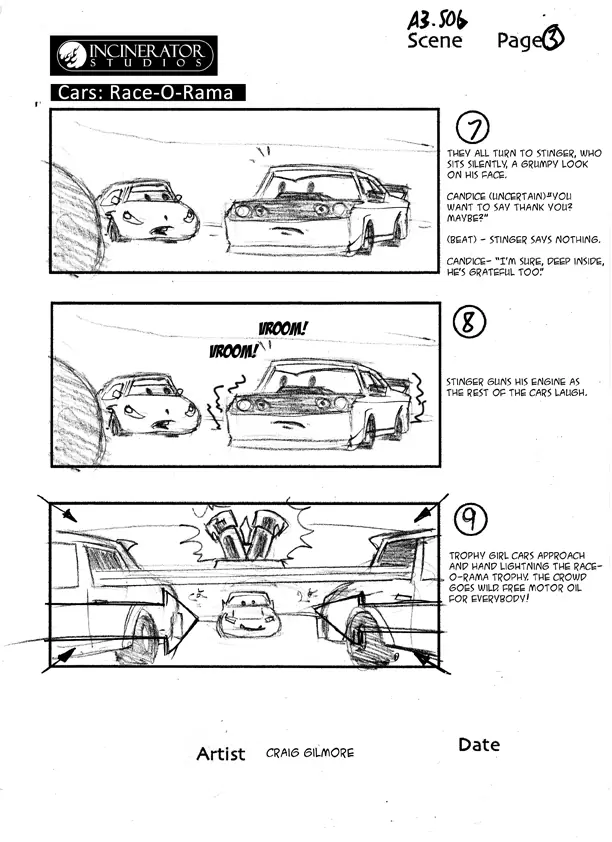 A3.506
Scene Page 3
INCINERATOR
STUDIOS
Cars: Race-O-Rama
7
THEY ALL TURN TO STINGER, WHO
SITS SILENTLY, A GRUMPY LOOK
ON HIS FACE.
CANDICE (UNCERTAIN)-"YOU
WANT TO SAY THANK YOU?
MAYBE?"
(BEAT) - STINGER SAYS NOTHING.
CANDICE- "I'M SURE, DEEP INSIDE,
HE'S GRATEFUL TOO."
8
VROOM!
VROOM!
STINGER GUNS HIS ENGINE AS
THE REST OF THE CARS LAUGH.
9
TROPHY GIRL CARS APPROACH
AND HAND LIGHTNING THE RACE-
O-RAMA TROPHY. THE CROWD
GOES WILD. FREE MOTOR OIL
FOR EVERYBODY!
Artist CRAIG GILMORE
Date